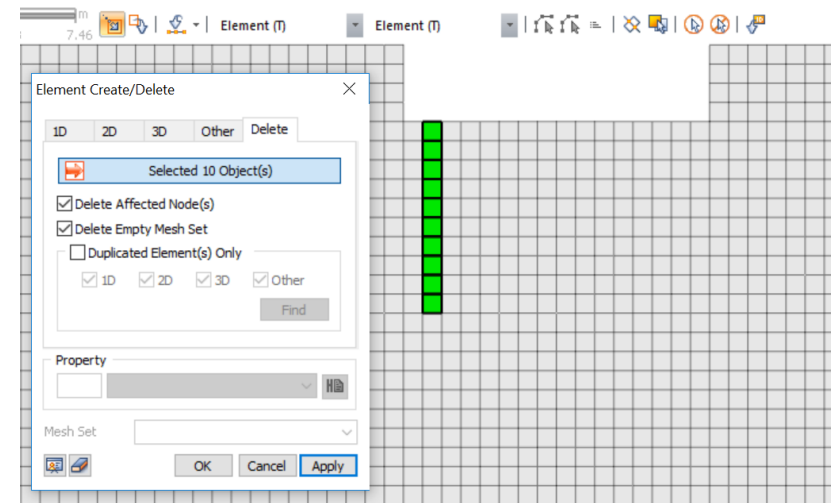 m
7.46
Element (T)
Element (T)
Element Create/Delete
1D 2D 3D Other Delete
Selected 10 Object(s)
Delete Affected Node(s)
Delete Empty Mesh Set
Duplicated Element(s) Only
1D 2D 3D Other
Find
Property
Mesh Set
OK Cancel Apply